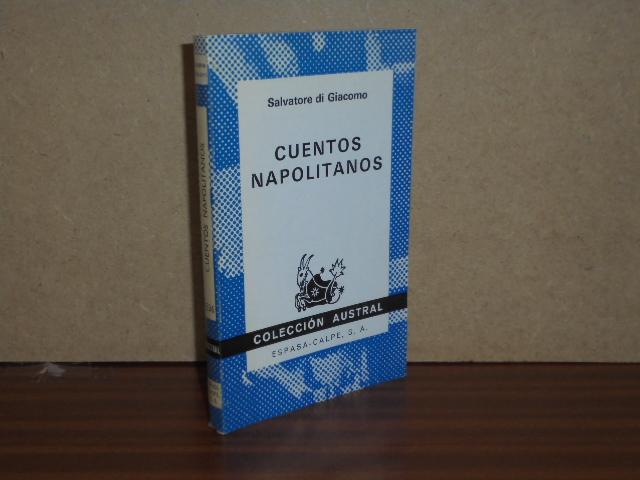 Salvatore di Giacomo
CUENTOS
NAPOLITANOS
COLECCIÓN AUSTRAL
ESPASA-CALPE, S. A.
CUENTOS NAPOLITANOS